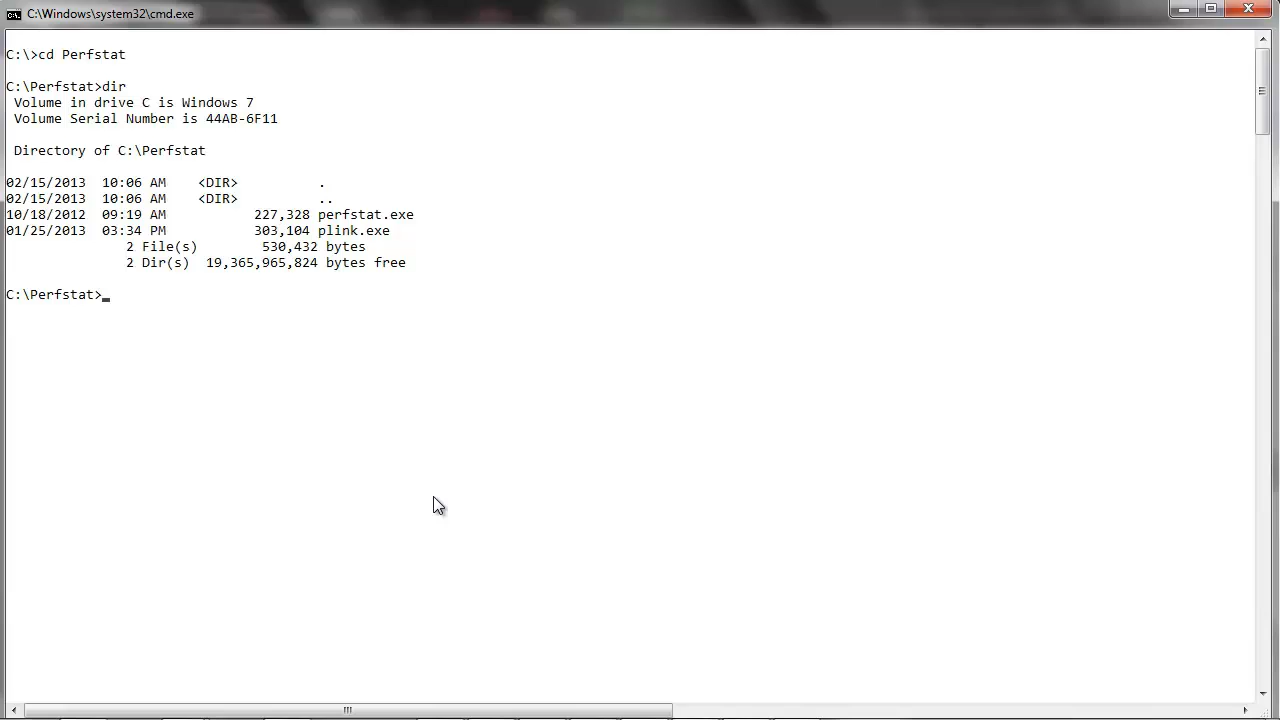 C:\Windows\system32\cmd.exe
C:\>cd Perfstat
C:\Perfstat>dir
Volume in drive C is Windows 7
Volume Serial Number is 44AB-6F11
Directory of C:\Perfstat
02/15/2013  10:06 AM    <DIR>          .
02/15/2013  10:06 AM    <DIR>          ..
10/18/2012  09:19 AM           227,328 perfstat.exe
01/25/2013  03:34 PM           303,104 plink.exe
2 File(s)        530,432 bytes
2 Dir(s)  19,365,965,824 bytes free
C:\Perfstat>_